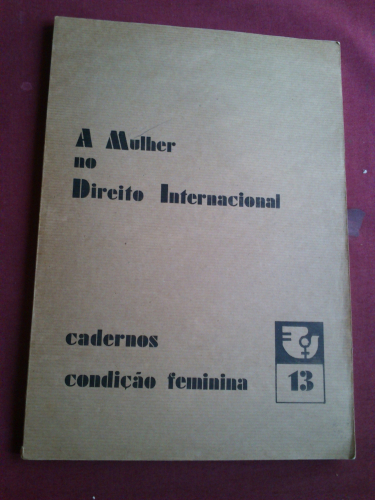 A Mulher
no
Direito Internacional
cadernos
condição feminina
13